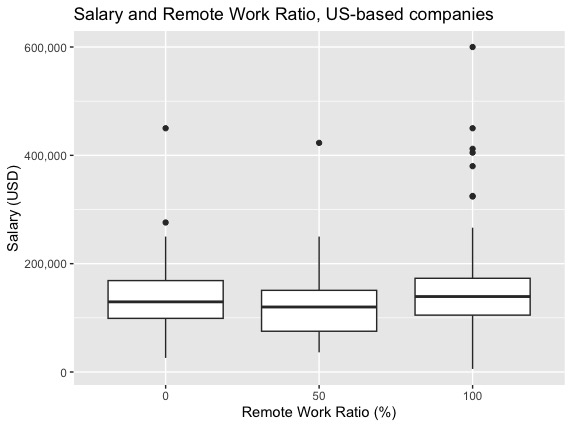 Salary and Remote Work Ratio, US-based companies
600,000
400,000
200,000
0
Salary (USD)
0 50 100
Remote Work Ratio (%)